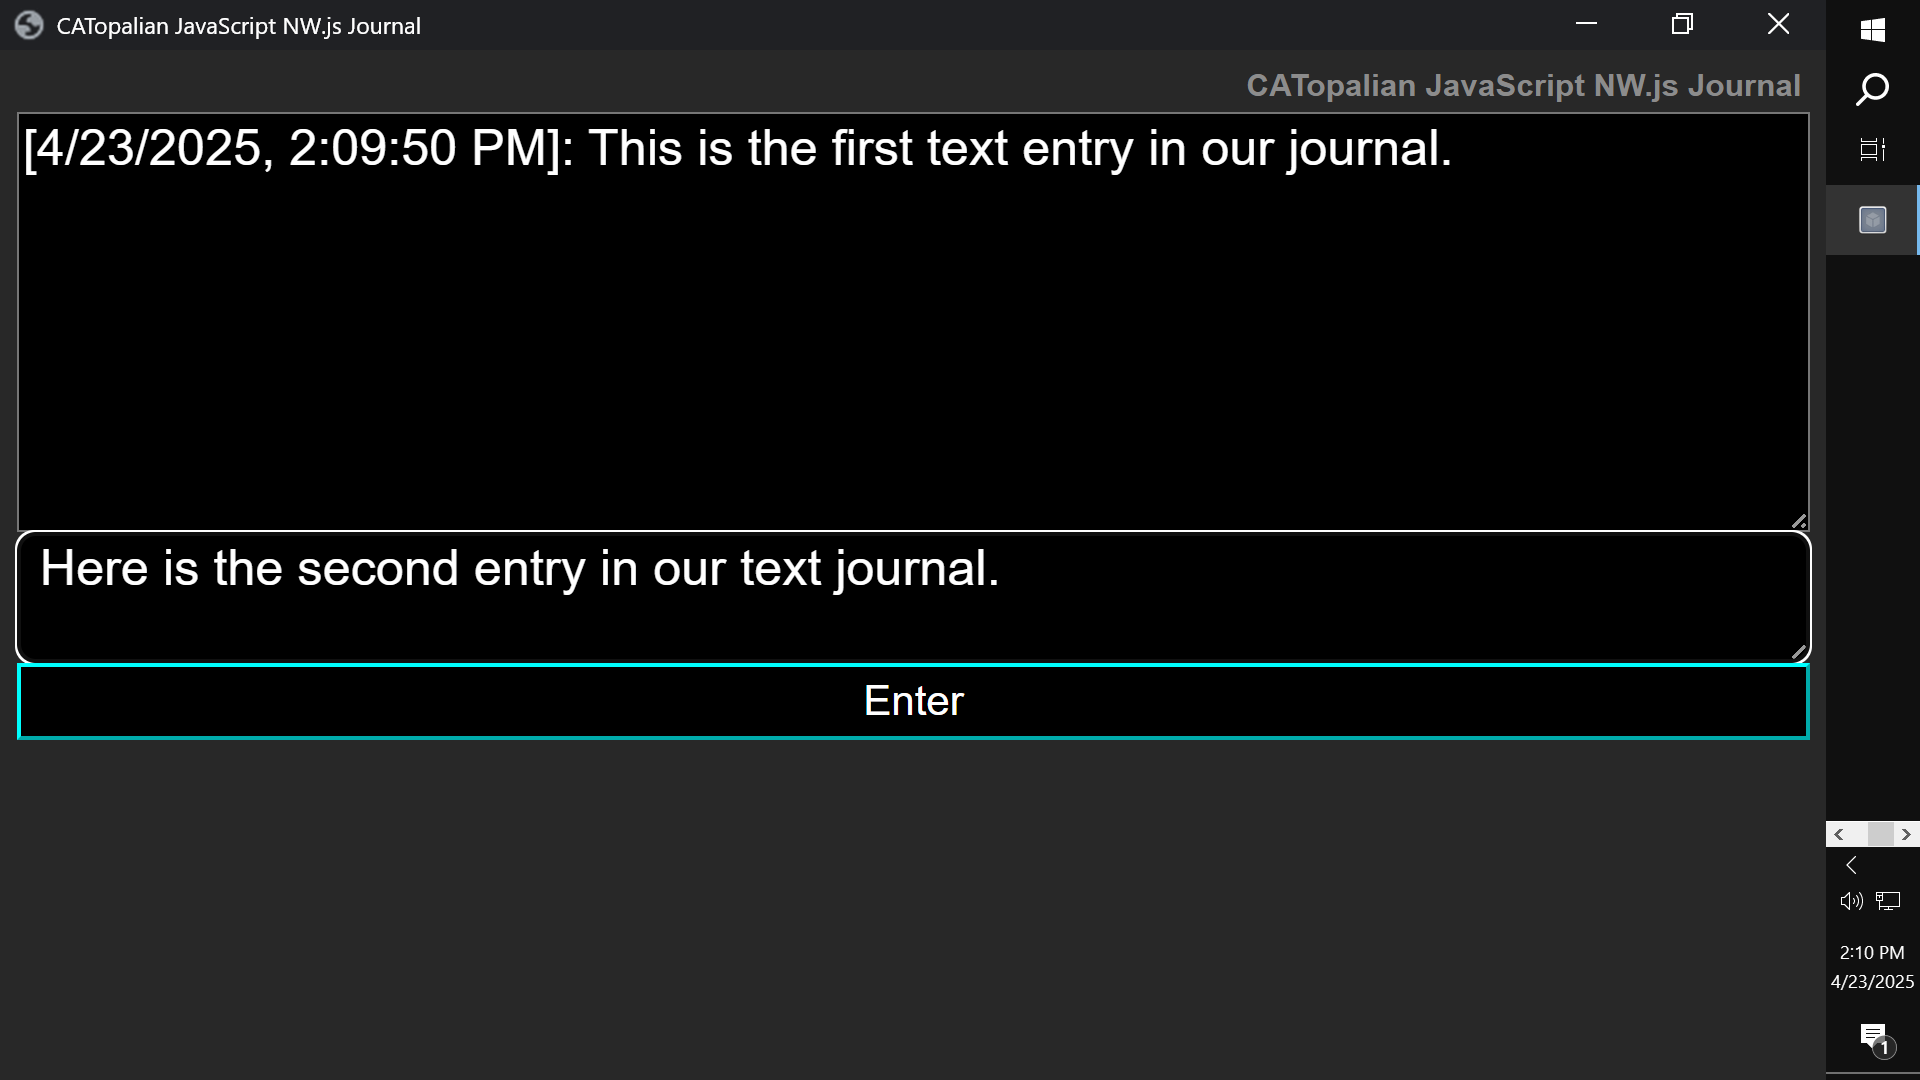 CATopalian JavaScript NW.js Journal
CATopalian JavaScript NW.js Journal
[4/23/2025, 2:09:50 PM]: This is the first text entry in our journal.
Here is the second entry in our text journal.
Enter
2:10 PM
4/23/2025
1